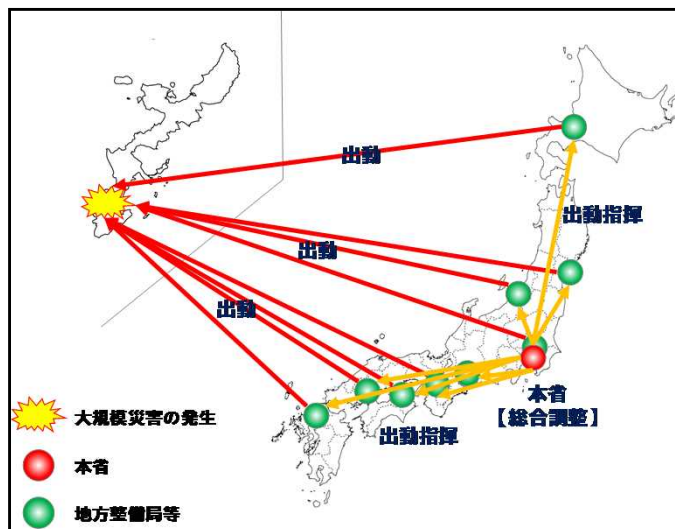 出動
出動指揮
出動
出動
本省
【総合調整】
出動指揮
大規模災害の発生
本省
地方整備局等